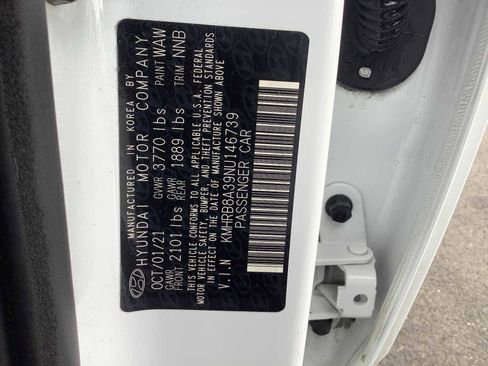 MANUFACTURED IN KOREA BY
HYUNDAI MOTOR COMPANY
OCT/01/21 GVWR 3770 lbs PAINT WAW
GAWR FRONT 2101 lbs GAWR REAR 1889 lbs TRIM NNB
THIS VEHICLE CONFORMS TO ALL APPLICABLE U.S.A. FEDERAL
MOTOR VEHICLE SAFETY, BUMPER, AND THEFT PREVENTION
STANDARDS IN EFFECT ON THE DATE OF MANUFACTURE SHOWN ABOVE
V.I.N KMHRB8A39NU146739
PASSENGER CAR